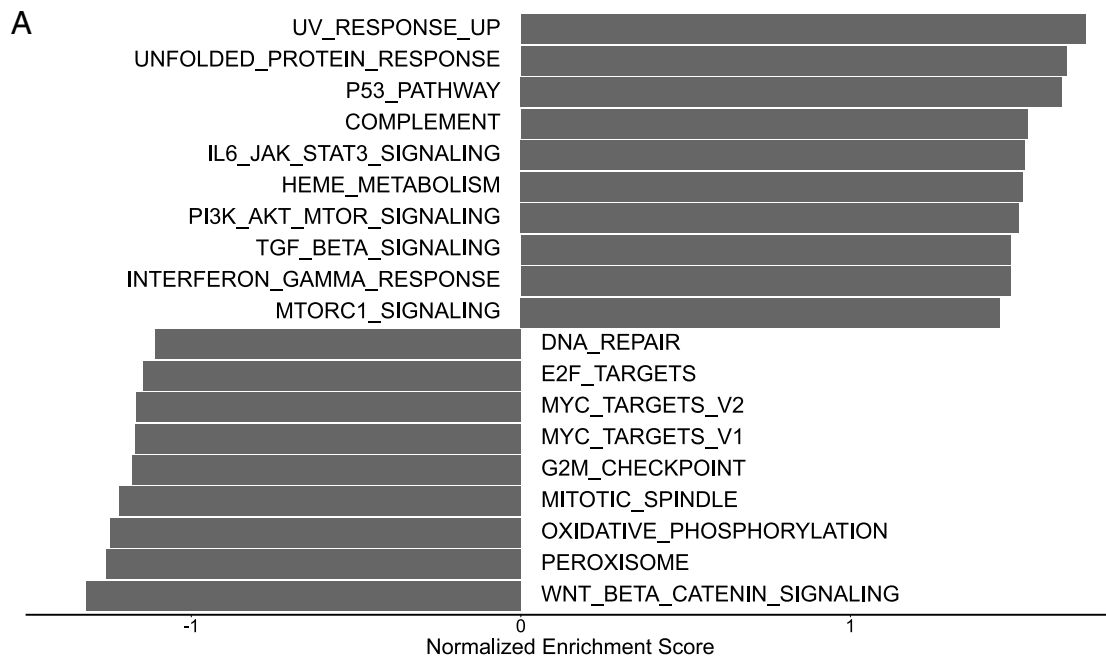 A
UV_RESPONSE_UP
UNFOLDED_PROTEIN_RESPONSE
P53_PATHWAY
COMPLEMENT
IL6_JAK_STAT3_SIGNALING
HEME_METABOLISM
PI3K_AKT_MTOR_SIGNALING
TGF_BETA_SIGNALING
INTERFERON_GAMMA_RESPONSE
MTORC1_SIGNALING
DNA_REPAIR
E2F_TARGETS
MYC_TARGETS_V2
MYC_TARGETS_V1
G2M_CHECKPOINT
MITOTIC_SPINDLE
OXIDATIVE_PHOSPHORYLATION
PEROXISOME
WNT_BETA_CATENIN_SIGNALING
-1 0 1
Normalized Enrichment Score